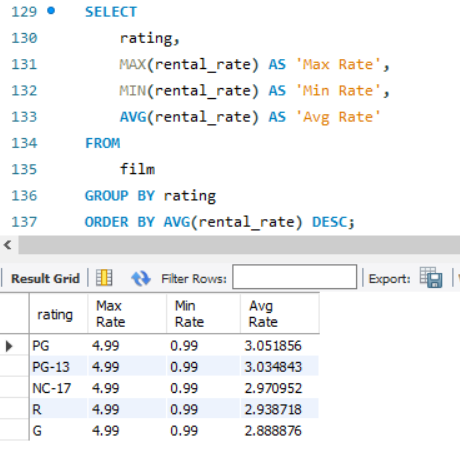 129 SELECT
130 rating,
131 MAX(rental_rate) AS 'Max Rate',
132 MIN(rental_rate) AS 'Min Rate',
133 AVG(rental_rate) AS 'Avg Rate'
134 FROM
135 film
136 GROUP BY rating
137 ORDER BY AVG(rental_rate) DESC;
Result Grid Filter Rows: Export:
rating Max Rate Min Rate Avg Rate
PG 4.99 0.99 3.051856
PG-13 4.99 0.99 3.034843
NC-17 4.99 0.99 2.970952
R 4.99 0.99 2.938718
G 4.99 0.99 2.888876